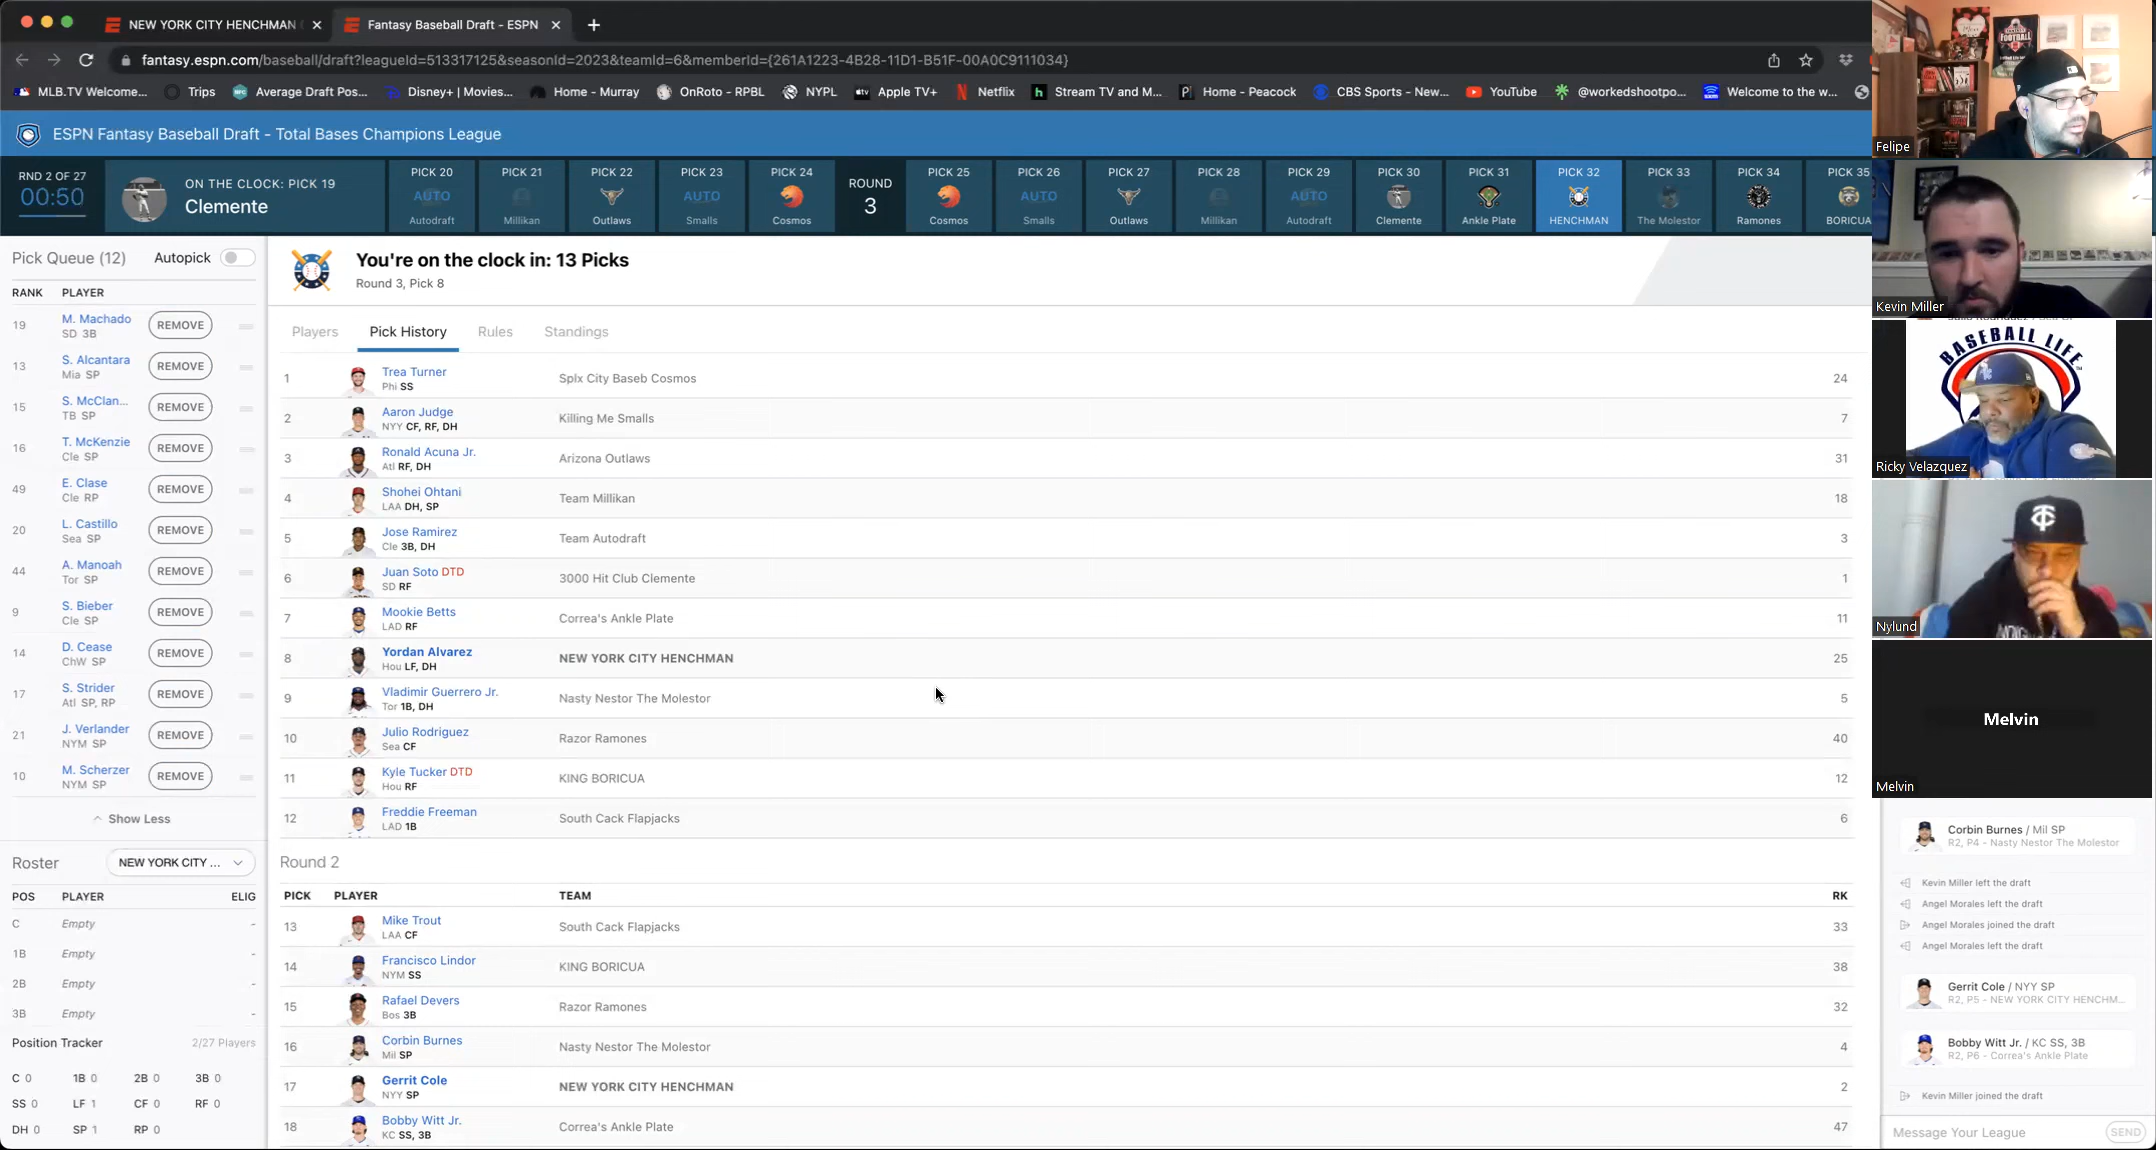 NEW YORK CITY HENCHMAN
Fantasy Baseball Draft - ESPN
fantasy.espn.com/baseball/draft?leagueId=513317125&seasonId=2023&teamId=6&memberId={261A1223-4B28-11D1-B51F-00A0C9111034}
MLB.TV Welcome... Trips Average Draft Pos... Disney+ | Movies... Home - Murray OnRoto - RPBL NYPL Apple TV+ Netflix Stream TV and M... Home - Peacock CBS Sports - New... YouTube @workedshootpo... Welcome to the w...
ESPN Fantasy Baseball Draft - Total Bases Champions League
RND 2 OF 27
00:50
ON THE CLOCK: PICK 19
Clemente
PICK 20 AUTO Autodraft
PICK 21 Millikan
PICK 22 Outlaws
PICK 23 AUTO Smalls
PICK 24 Cosmos
ROUND 3
PICK 25 Cosmos
PICK 26 AUTO Smalls
PICK 27 Outlaws
PICK 28 Millikan
PICK 29 AUTO Autodraft
PICK 30 Clemente
PICK 31 Ankle Plate
PICK 32 HENCHMAN
PICK 33 The Molestor
PICK 34 Ramones
PICK 35 BORICUA
Pick Queue (12) Autopick
RANK PLAYER
19 M. Machado REMOVE
SD 3B
13 S. Alcantara REMOVE
Mia SP
15 S. McClan... REMOVE
TB SP
16 T. McKenzie REMOVE
Cle SP
49 E. Clase REMOVE
Cle RP
20 L. Castillo REMOVE
Sea SP
44 A. Manoah REMOVE
Tor SP
9 S. Bieber REMOVE
Cle SP
14 D. Cease REMOVE
ChW SP
17 S. Strider REMOVE
Atl SP, RP
21 J. Verlander REMOVE
NYM SP
10 M. Scherzer REMOVE
NYM SP
Show Less
Roster NEW YORK CITY ...
POS PLAYER ELIG
C Empty -
1B Empty -
2B Empty -
3B Empty -
Position Tracker 2/27 Players
C 0 1B 0 2B 0 3B 0
SS 0 LF 1 CF 0 RF 0
DH 0 SP 1 RP 0
You're on the clock in: 13 Picks
Round 3, Pick 8
Players Pick History Rules Standings
1 Trea Turner Splx City Baseb Cosmos 24
Phi SS
2 Aaron Judge Killing Me Smalls 7
NYY CF, RF, DH
3 Ronald Acuna Jr. Arizona Outlaws 31
Atl RF, DH
4 Shohei Ohtani Team Millikan 18
LAA DH, SP
5 Jose Ramirez Team Autodraft 3
Cle 3B, DH
6 Juan Soto DTD 3000 Hit Club Clemente 1
SD RF
7 Mookie Betts Correa's Ankle Plate 11
LAD RF
8 Yordan Alvarez NEW YORK CITY HENCHMAN 25
Hou LF, DH
9 Vladimir Guerrero Jr. Nasty Nestor The Molestor 5
Tor 1B, DH
10 Julio Rodriguez Razor Ramones 40
Sea CF
11 Kyle Tucker DTD KING BORICUA 12
Hou RF
12 Freddie Freeman South Cack Flapjacks 6
LAD 1B
Round 2
PICK PLAYER TEAM RK
13 Mike Trout South Cack Flapjacks 33
LAA CF
14 Francisco Lindor KING BORICUA 38
NYM SS
15 Rafael Devers Razor Ramones 32
Bos 3B
16 Corbin Burnes Nasty Nestor The Molestor 4
Mil SP
17 Gerrit Cole NEW YORK CITY HENCHMAN 2
NYY SP
18 Bobby Witt Jr. Correa's Ankle Plate 47
KC SS, 3B
Felipe
Kevin Miller
BASEBALL LIFE
Ricky Velazquez
Nylund
Melvin
Melvin
Corbin Burnes / Mil SP
R2, P4 - Nasty Nestor The Molestor
Kevin Miller left the draft
Angel Morales left the draft
Angel Morales joined the draft
Angel Morales left the draft
Gerrit Cole / NYY SP
R2, P5 - NEW YORK CITY HENCHM...
Bobby Witt Jr. / KC SS, 3B
R2, P6 - Correa's Ankle Plate
Kevin Miller joined the draft
Message Your League SEND